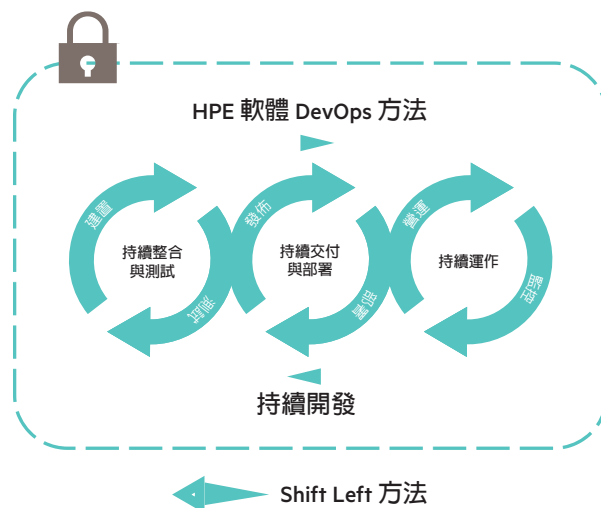 HPE 軟體 DevOps 方法
建置
持續整合
與測試
測試
發佈
持續交付
與部署
部署
營運
持續運作
監控
持續開發
Shift Left 方法